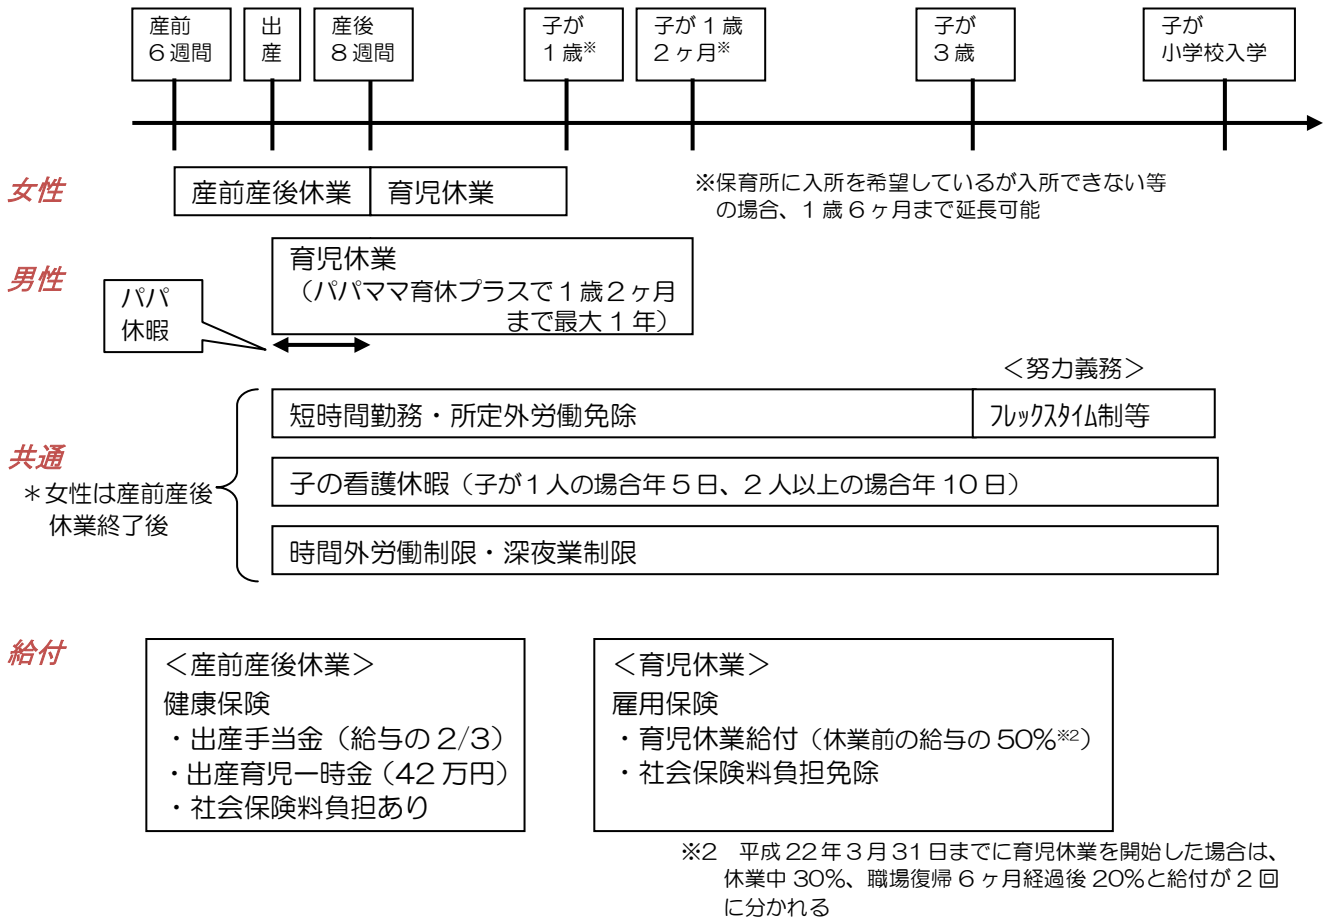 産前
６週間
出
産
産後
８週間
子が
１歳※
子が１歳
２ヶ月※
子が
３歳
子が
小学校入学
女性
産前産後休業
育児休業
※保育所に入所を希望しているが入所できない等
の場合、１歳６ヶ月まで延長可能
男性
育児休業
（パパママ育休プラスで１歳２ヶ月
まで最大１年）
パパ
休暇
＜努力義務＞
短時間勤務・所定外労働免除
ﾌﾚｯｸｽﾀｲﾑ制等
共通
＊女性は産前産後
休業終了後
子の看護休暇（子が１人の場合年５日、２人以上の場合年１０日）
時間外労働制限・深夜業制限
給付
＜産前産後休業＞
健康保険
・出産手当金（給与の２/３）
・出産育児一時金（42万円）
・社会保険料負担あり
＜育児休業＞
雇用保険
・育児休業給付（休業前の給与の50%※2）
・社会保険料負担免除
※2　平成22年３月31日までに育児休業を開始した場合は、
休業中30%、職場復帰６ヶ月経過後20%と給付が２回
に分かれる